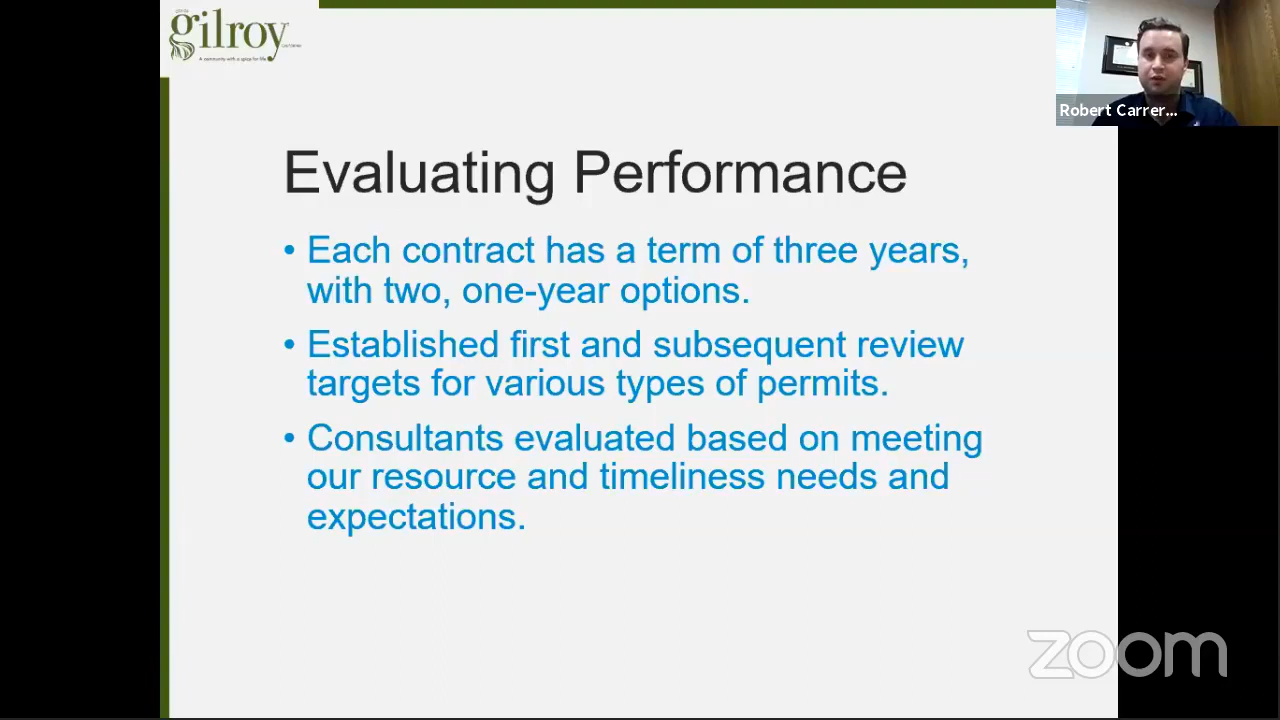 gilroy
A community with a spice for life
Robert Carrer...
Evaluating Performance
• Each contract has a term of three years,
with two, one-year options.
• Established first and subsequent review
targets for various types of permits.
• Consultants evaluated based on meeting
our resource and timeliness needs and
expectations.
zoom